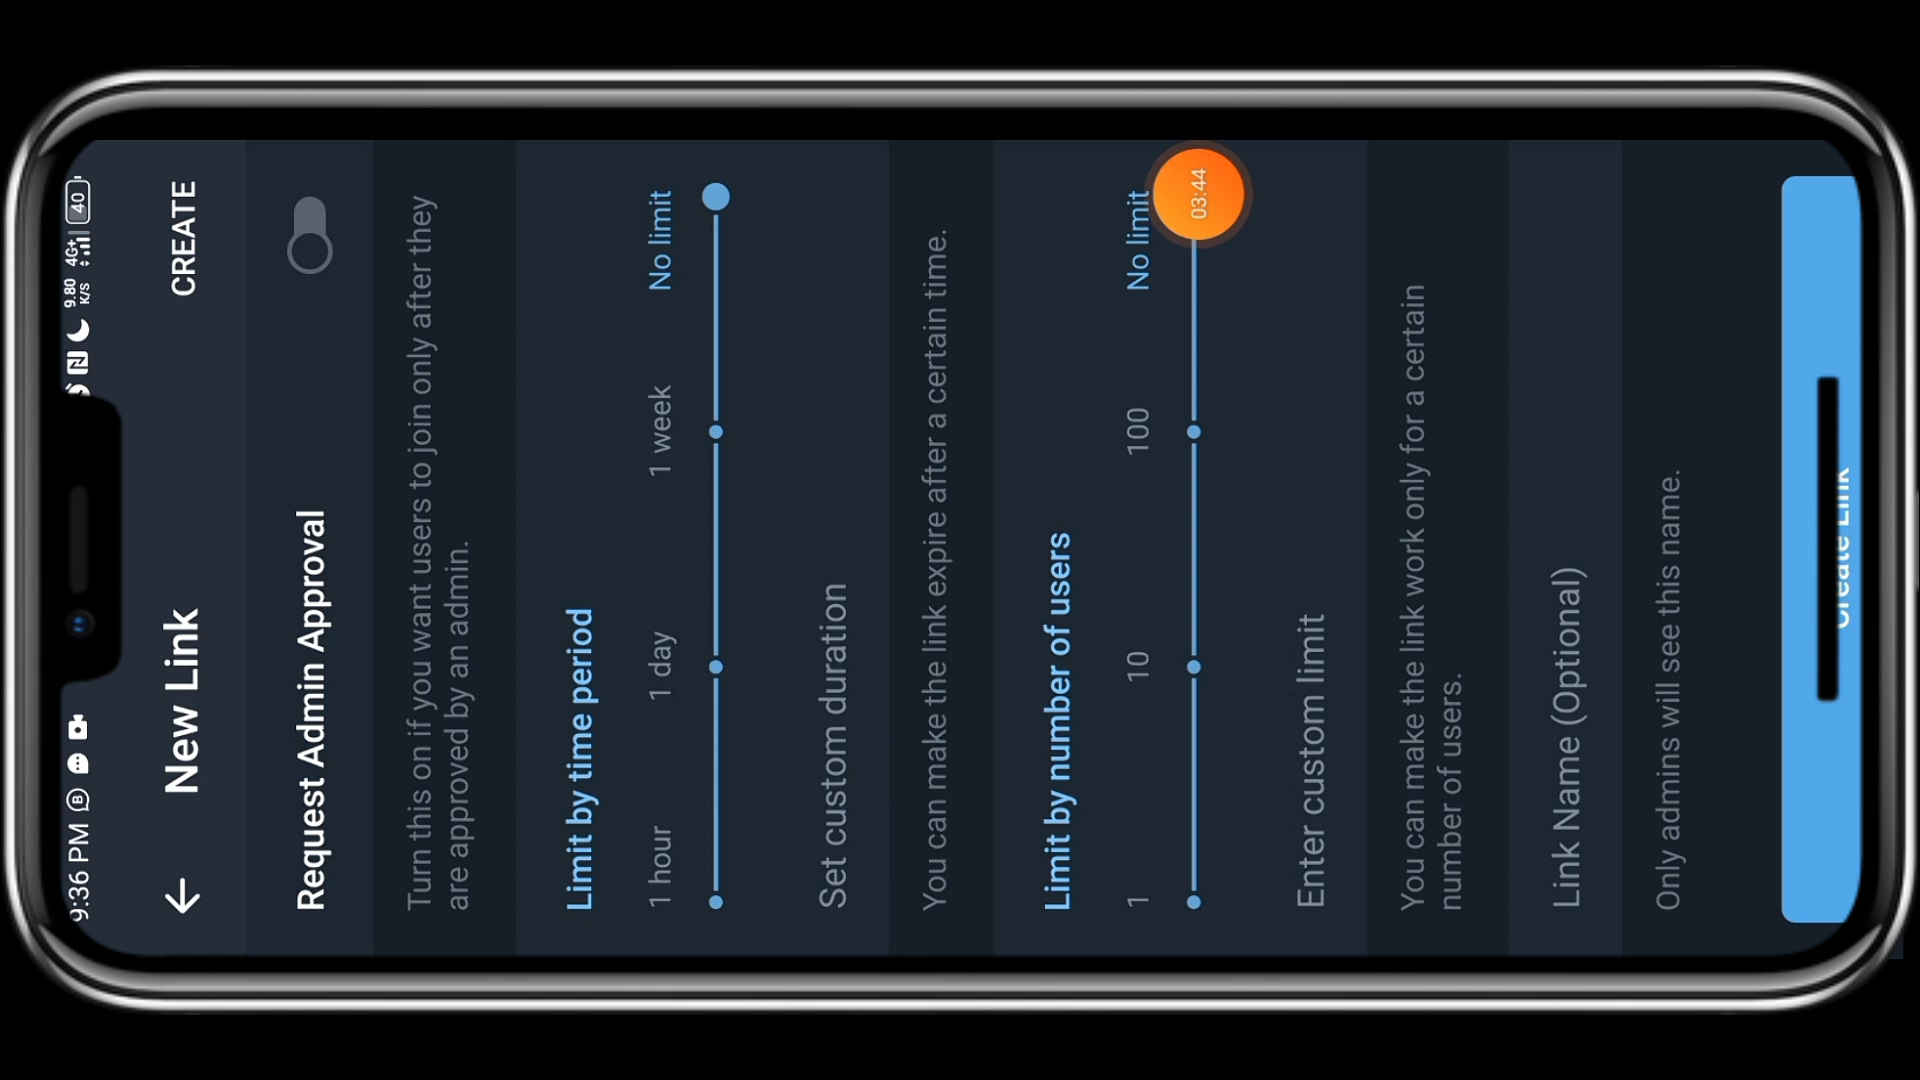 9:36 PM
9.80
K/S
4G+
40
New Link
CREATE
Request Admin Approval
Turn this on if you want users to join only after they
are approved by an admin.
Limit by time period
1 hour 1 day 1 week No limit
Set custom duration
You can make the link expire after a certain time.
Limit by number of users
1 10 100 No limit
03:44
Enter custom limit
You can make the link work only for a certain
number of users.
Link Name (Optional)
Only admins will see this name.
Create Link